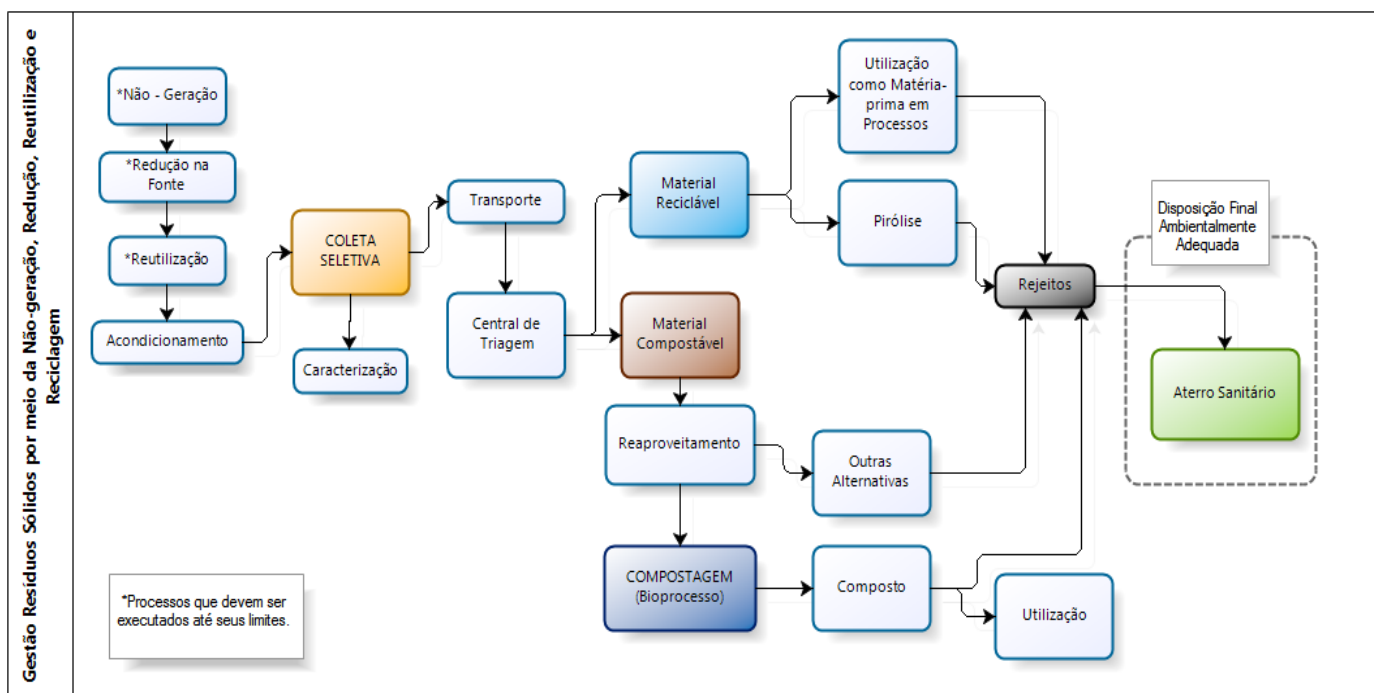 Gestão Resíduos Sólidos por meio da Não-geração, Redução, Reutilização e
Reciclagem
*Não - Geração
*Redução na
Fonte
*Reutilização
Acondicionamento
COLETA
SELETIVA
Caracterização
Transporte
Central de
Triagem
Material
Reciclável
Material
Compostável
Reaproveitamento
COMPOSTAGEM
(Bioprocesso)
Utilização
como Matéria-
prima em
Processos
Pirólise
Outras
Alternativas
Composto
Utilização
Rejeitos
Disposição Final
Ambientalmente
Adequada
Aterro Sanitário
*Processos que devem ser
executados até seus limites.